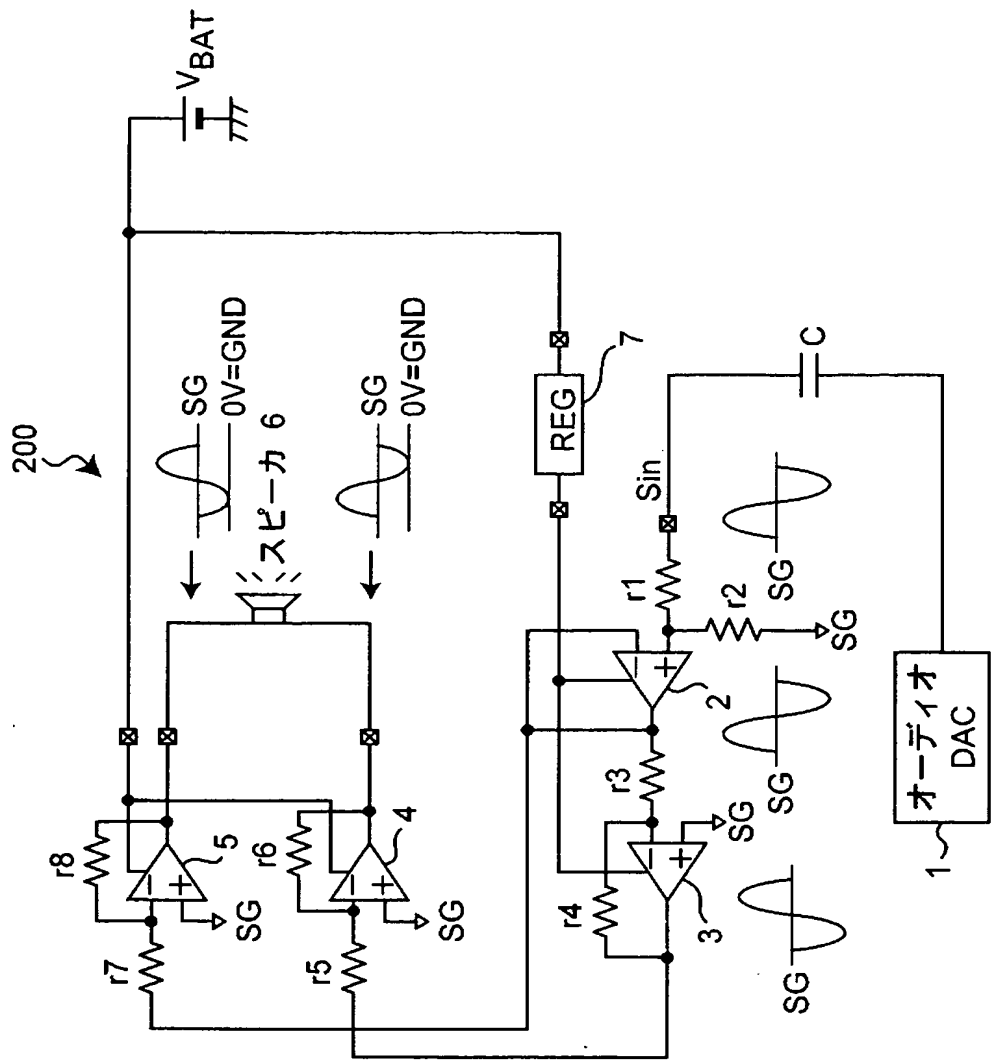 200
VBAT
SG
0V=GND
スピーカ 6
SG
0V=GND
r8
5
r7
SG
r6
4
r5
SG
REG
7
Sin
C
r1
r2
SG
SG
2
r3
SG
r4
3
SG
SG
オーディオ
DAC
1